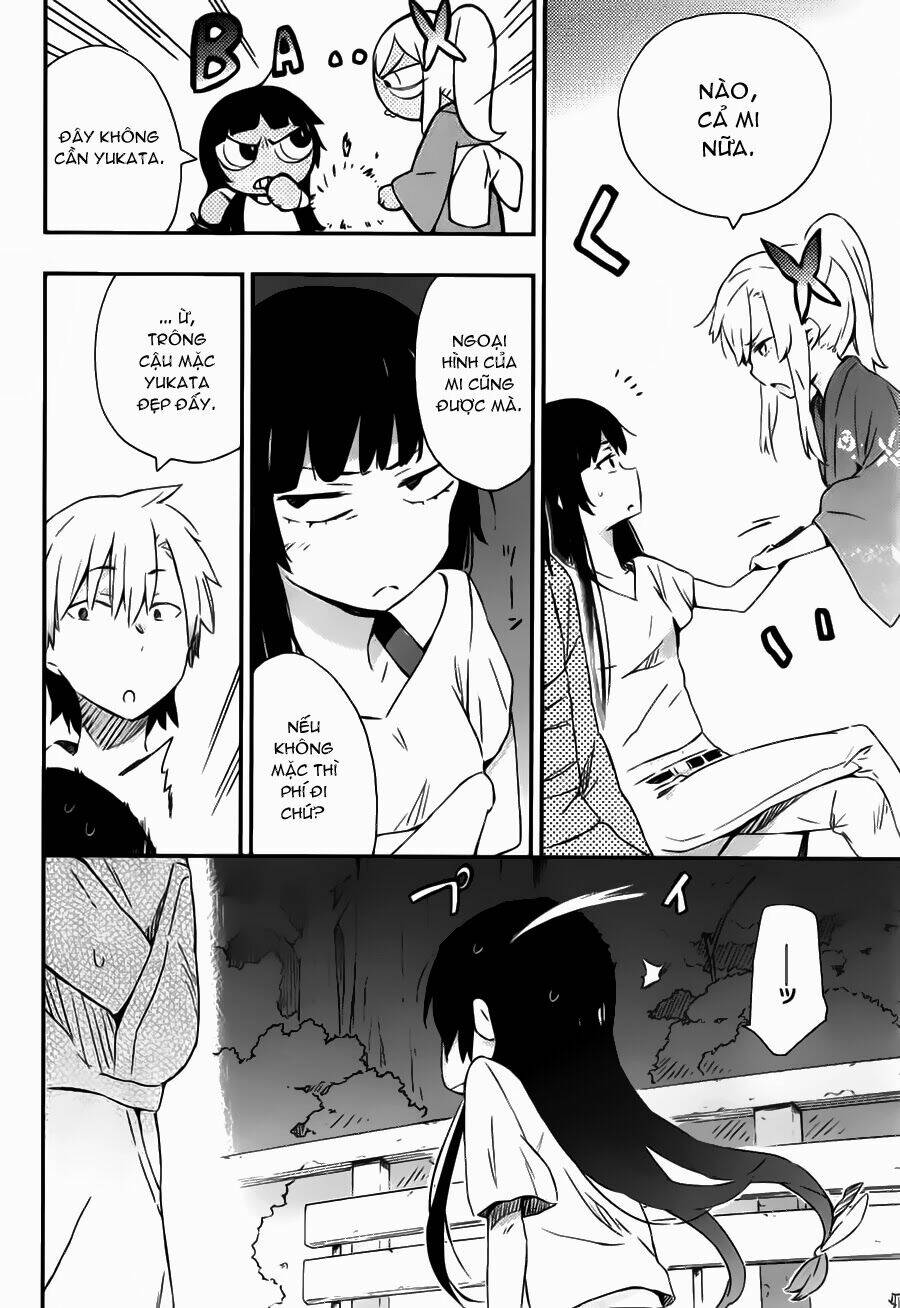 NÀO,
CẢ MI
NỮA.
く"
B A . .
ĐÂY KHÔNG
CẦN YUKATA.
NGOẠI
HÌNH CỦA
MI CŨNG
ĐƯỢC MÀ.
NẾU
KHÔNG
MẶC THÌ
PHÍ ĐI
CHỨ?
... Ừ,
TRÔNG
CẬU MẶC
YUKATA
ĐẸP ĐẤY.
ーッ
プイ